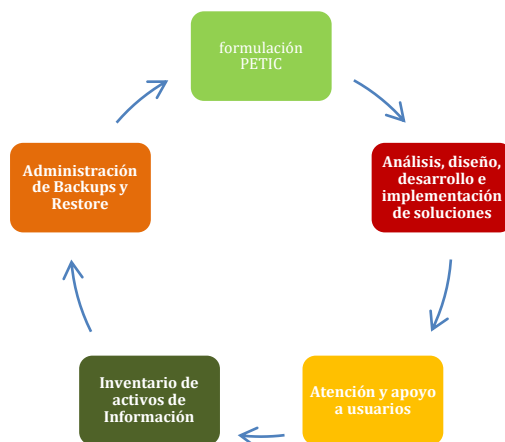 formulación
PETIC
Análisis, diseño,
desarrollo e
implementación
de soluciones
Atención y apoyo
a usuarios
Inventario de
activos de
Información
Administración
de Backups y
Restore